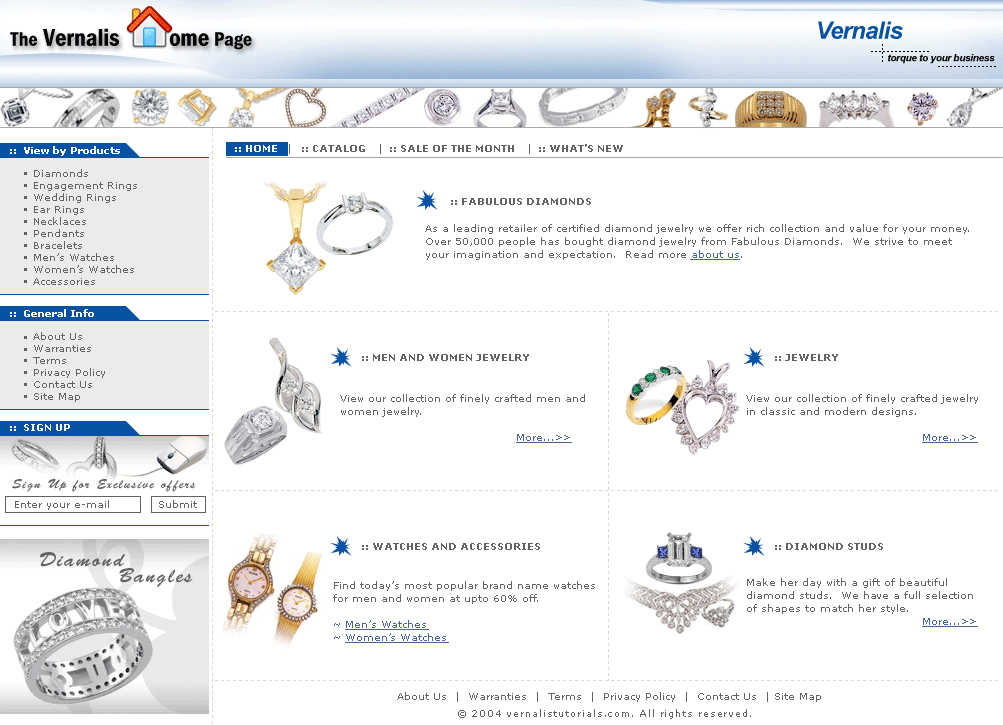 The Vernalis Home Page
Vernalis
torque to your business
:: View by Products
• Diamonds
• Engagement Rings
• Wedding Rings
• Ear Rings
• Necklaces
• Pendants
• Bracelets
• Men's Watches
• Women's Watches
• Accessories
:: General Info
• About Us
• Warranties
• Terms
• Privacy Policy
• Contact Us
• Site Map
:: SIGN UP
Sign Up for Exclusive offers
Enter your e-mail Submit
Diamond
Bangles
LOVE
:: HOME | :: CATALOG | :: SALE OF THE MONTH | :: WHAT'S NEW
:: FABULOUS DIAMONDS
As a leading retailer of certified diamond jewelry we offer rich collection and value for your money.
Over 50,000 people has bought diamond jewelry from Fabulous Diamonds. We strive to meet
your imagination and expectation. Read more about us.
:: MEN AND WOMEN JEWELRY
View our collection of finely crafted men and
women jewelry.
More...>>
:: JEWELRY
View our collection of finely crafted jewelry
in classic and modern designs.
More...>>
:: WATCHES AND ACCESSORIES
Find today's most popular brand name watches
for men and women at upto 60% off.
~ Men's Watches
~ Women's Watches
:: DIAMOND STUDS
Make her day with a gift of beautiful
diamond studs. We have a full selection
of shapes to match her style.
More...>>
About Us | Warranties | Terms | Privacy Policy | Contact Us | Site Map
© 2004 vernalistutorials.com. All rights reserved.